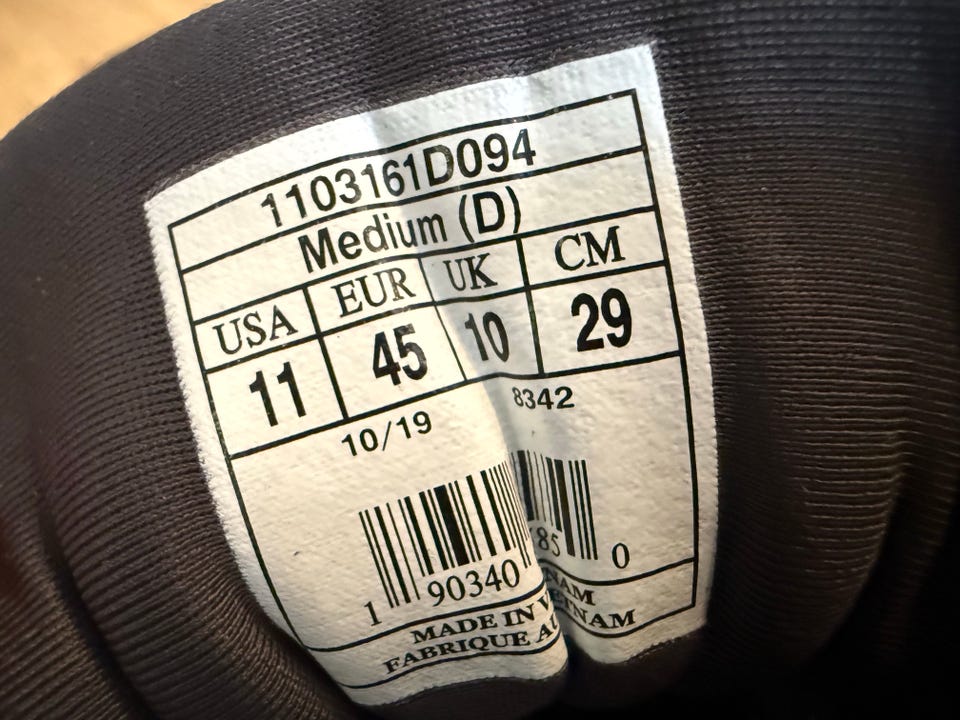 1103161D094
Medium (D)
USA EUR UK CM
11 45 10 29
10/19 8342
1 90340 85 0
MADE IN
FABRIQUE AU